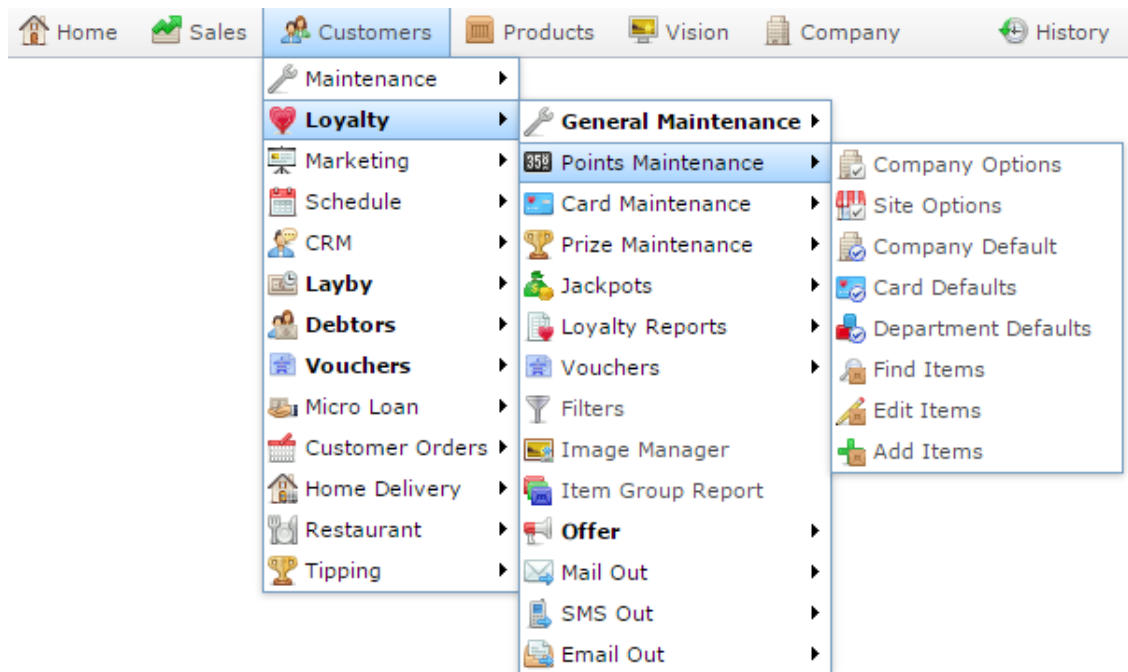 Home Sales Customers Products Vision Company History
Maintenance
Loyalty
Marketing
Schedule
CRM
Layby
Debtors
Vouchers
Micro Loan
Customer Orders
Home Delivery
Restaurant
Tipping
General Maintenance
Points Maintenance
Card Maintenance
Prize Maintenance
Jackpots
Loyalty Reports
Vouchers
Filters
Image Manager
Item Group Report
Offer
Mail Out
SMS Out
Email Out
Company Options
Site Options
Company Default
Card Defaults
Department Defaults
Find Items
Edit Items
Add Items